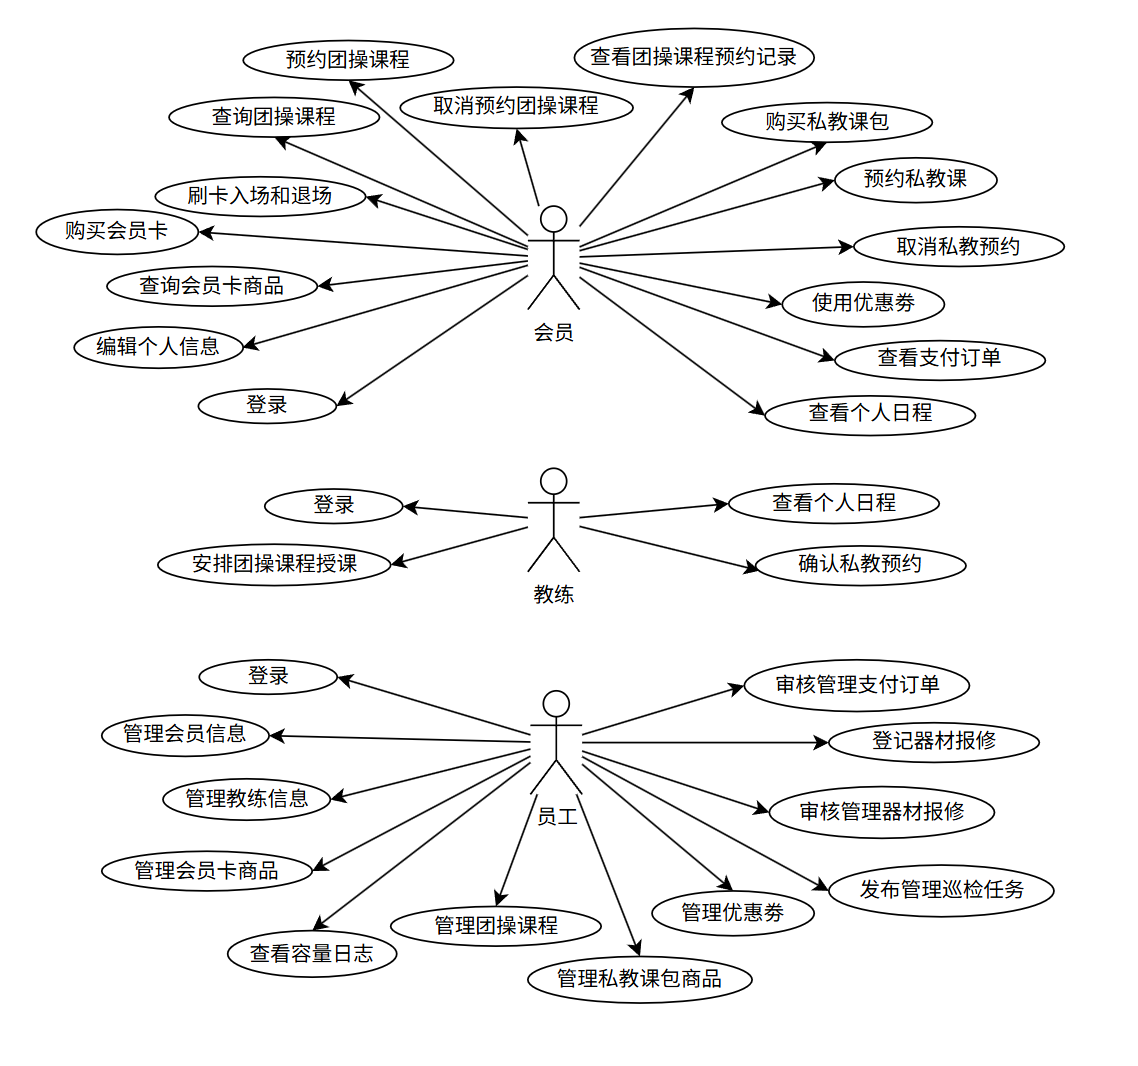 预约团操课程
查看团操课程预约记录
取消预约团操课程
查询团操课程
购买私教课包
预约私教课
刷卡入场和退场
购买会员卡
取消私教预约
查询会员卡商品
使用优惠券
会员
编辑个人信息
查看支付订单
登录
查看个人日程
登录
查看个人日程
安排团操课程授课
确认私教预约
教练
登录
审核管理支付订单
管理会员信息
登记器材报修
管理教练信息
审核管理器材报修
员工
管理会员卡商品
发布管理巡检任务
管理优惠券
管理团操课程
查看容量日志
管理私教课包商品